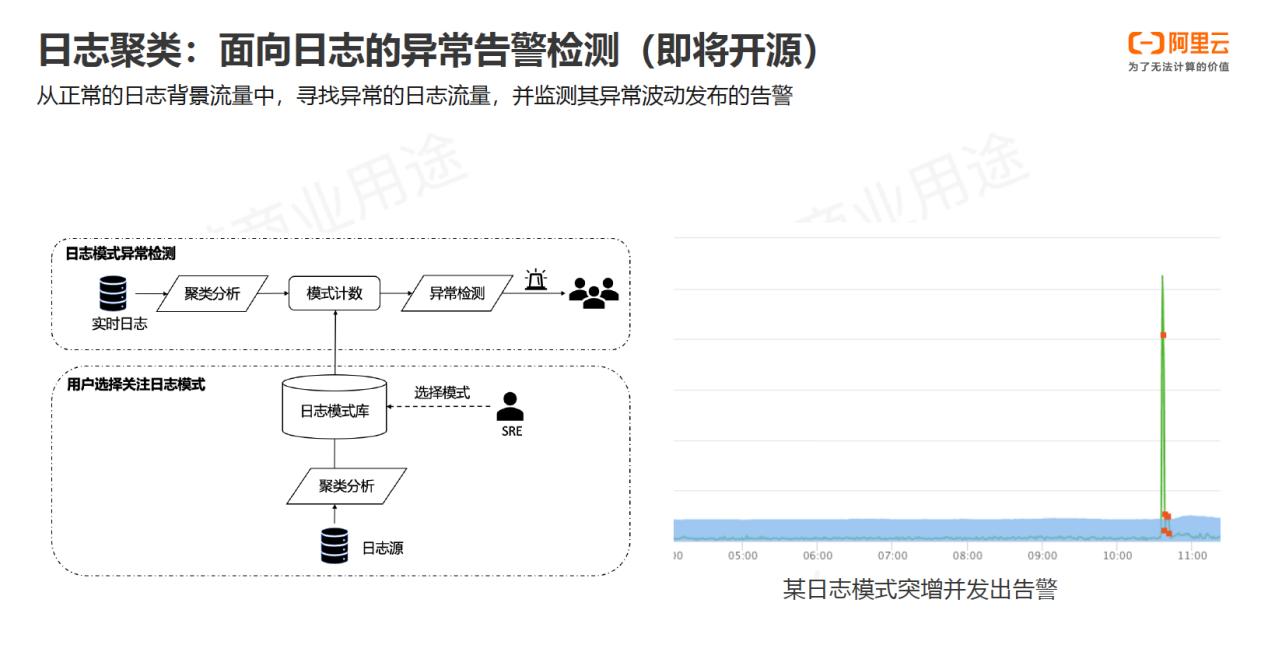 日志聚类：面向日志的异常告警检测（即将开源）
阿里云
为了无法计算的价值
从正常的日志背景流量中，寻找异常的日志流量，并监测其异常波动发布的告警
商业用途
商业用途
日志模式异常检测
实时日志
聚类分析
模式计数
异常检测
用户选择关注日志模式
日志模式库
选择模式
SRE
聚类分析
日志源
05:00
06:00
07:00
08:00
09:00
10:00
11:00
某日志模式突增并发出告警